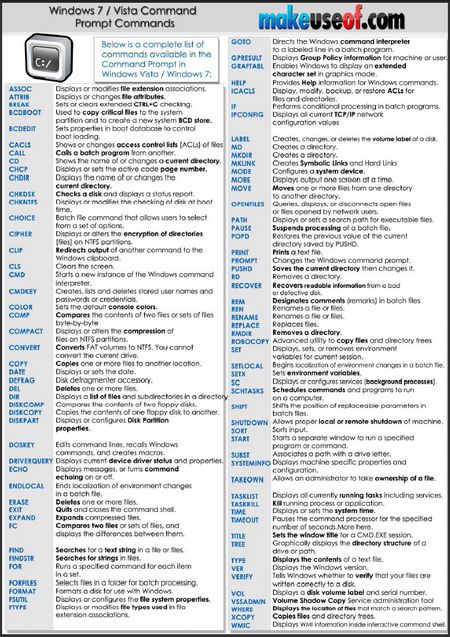 Windows 7 / Vista Command
Prompt Commands
makeuseof.com
C:\
Below is a complete list of
commands available in the
Command Prompt in
Windows Vista / Windows 7:
ASSOC Displays or modifies file extension associations.
ATTRIB Displays or changes file attributes.
BREAK Sets or clears extended CTRL+C checking.
BCDBOOT Used to copy critical files to the system
partition and to create a new system BCD store.
BCDEDIT Sets properties in boot database to control
boot loading.
CACLS Shows or changes access control lists (ACLs) of files
CALL Calls a batch program from another.
CD Shows the name of or changes a current directory.
CHCP Displays or sets the active code page number.
CHDIR Displays the name of or changes the
current directory.
CHKDSK Checks a disk and displays a status report.
CHKNTFS Displays or modifies the checking of disk at boot
time.
CHOICE Batch file command that allows users to select
from a set of options.
CIPHER Displays or alters the encryption of directories
[files] on NTFS partitions.
CLIP Redirects output of another command to the
Windows clipboard.
CLS Clears the screen.
CMD Starts a new instance of the Windows command
interpreter.
CMDKEY Creates, lists and deletes stored user names and
passwords or credentials.
COLOR Sets the default console colors.
COMP Compares the contents of two files or sets of files
byte-by-byte
COMPACT Displays or alters the compression of
files on NTFS partitions.
CONVERT Converts FAT volumes to NTFS. You cannot
convert the current drive.
COPY Copies one or more files to another location.
DATE Displays or sets the date.
DEFRAG Disk defragmenter accessory.
DEL Deletes one or more files.
DIR Displays a list of files and subdirectories in a directory
DISKCOMP Compares the contents of two floppy disks.
DISKCOPY Copies the contents of one floppy disk to another.
DISKPART Displays or configures Disk Partition
properties.
DOSKEY Edits command lines, recalls Windows
commands, and creates macros.
DRIVERQUERY Displays current device driver status and properties.
ECHO Displays messages, or turns command
echoing on or off.
ENDLOCAL Ends localization of environment changes
in a batch file.
ERASE Deletes one or more files.
EXIT Quits and closes the command shell.
EXPAND Expands compressed files.
FC Compares two files or sets of files, and
displays the differences between them.
FIND Searches for a text string in a file or files.
FINDSTR Searches for strings in files.
FOR Runs a specified command for each item
in a set.
FORFILES Selects files in a folder for batch processing.
FORMAT Formats a disk for use with Windows.
FSUTIL Displays or configures the file system properties.
FTYPE Displays or modifies file types used in file
extension associations.
GOTO Directs the Windows command interpreter
to a labeled line in a batch program.
GPRESULT Displays Group Policy information for machine or user.
GRAFTABL Enables Windows to display an extended
character set in graphics mode.
HELP Provides Help information for Windows commands.
ICACLS Display, modify, backup, or restore ACLs for
files and directories.
IF Performs conditional processing in batch programs.
IPCONFIG Displays all current TCP/IP network
configuration values
LABEL Creates, changes, or deletes the volume label of a disk.
MD Creates a directory.
MKDIR Creates a directory.
MKLINK Creates Symbolic Links and Hard Links
MODE Configures a system device.
MORE Displays output one screen at a time.
MOVE Moves one or more files from one directory
to another directory.
OPENFILES Queries, displays, or disconnects open files
or files opened by network users.
PATH Displays or sets a search path for executable files.
PAUSE Suspends processing of a batch file.
POPD Restores the previous value of the current
directory saved by PUSHD.
PRINT Prints a text file.
PROMPT Changes the Windows command prompt.
PUSHD Saves the current directory then changes it.
RD Removes a directory.
RECOVER Recovers readable information from a bad
or defective disk.
REM Designates comments (remarks) in batch files
REN Renames a file or files.
RENAME Renames a file or files.
REPLACE Replaces files.
RMDIR Removes a directory.
ROBOCOPY Advanced utility to copy files and directory trees
SET Displays, sets, or removes environment
variables for current session.
SETLOCAL Begins localization of environment changes in a batch file.
SETX Sets environment variables.
SC Displays or configures services (background processes).
SCHTASKS Schedules commands and programs to run
on a computer.
SHIFT Shifts the position of replaceable parameters in
batch files.
SHUTDOWN Allows proper local or remote shutdown of machine.
SORT Sorts input.
START Starts a separate window to run a specified
program or command.
SUBST Associates a path with a drive letter.
SYSTEMINFO Displays machine specific properties and
configuration.
TAKEOWN Allows an administrator to take ownership of a file.
TASKLIST Displays all currently running tasks including services.
TASKKILL Kill running process or application.
TIME Displays or sets the system time.
TIMEOUT Pauses the command processor for the specified
number of seconds.More here.
TITLE Sets the window title for a CMD.EXE session.
TREE Graphically displays the directory structure of a
drive or path.
TYPE Displays the contents of a text file.
VER Displays the Windows version.
VERIFY Tells Windows whether to verify that your files are
written correctly to a disk.
VOL Displays a disk volume label and serial number.
VSSADMIN Volume Shadow Copy Service administration tool
WHERE Displays the location of files that match a search pattern.
XCOPY Copies files and directory trees.
WMIC Displays WMI information inside interactive command shell.